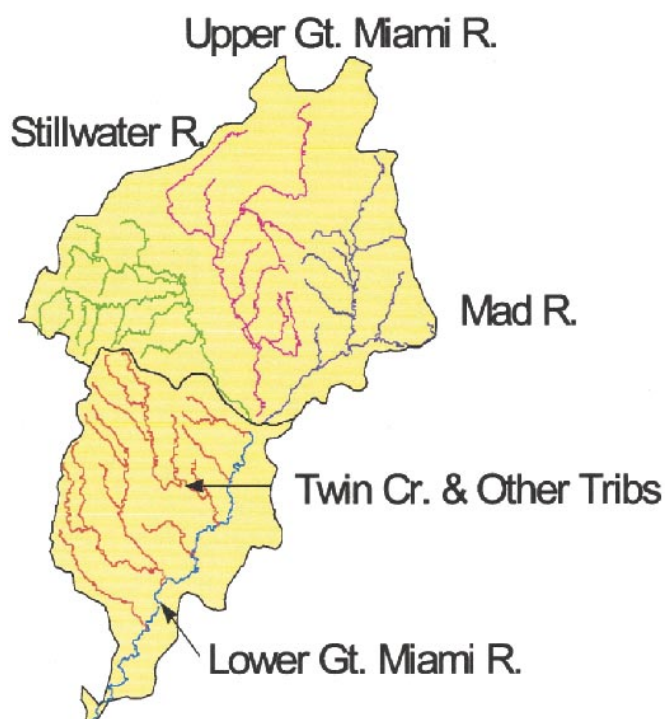 Upper Gt. Miami R.
Stillwater R.
Mad R.
Twin Cr. & Other Tribs
Lower Gt. Miami R.